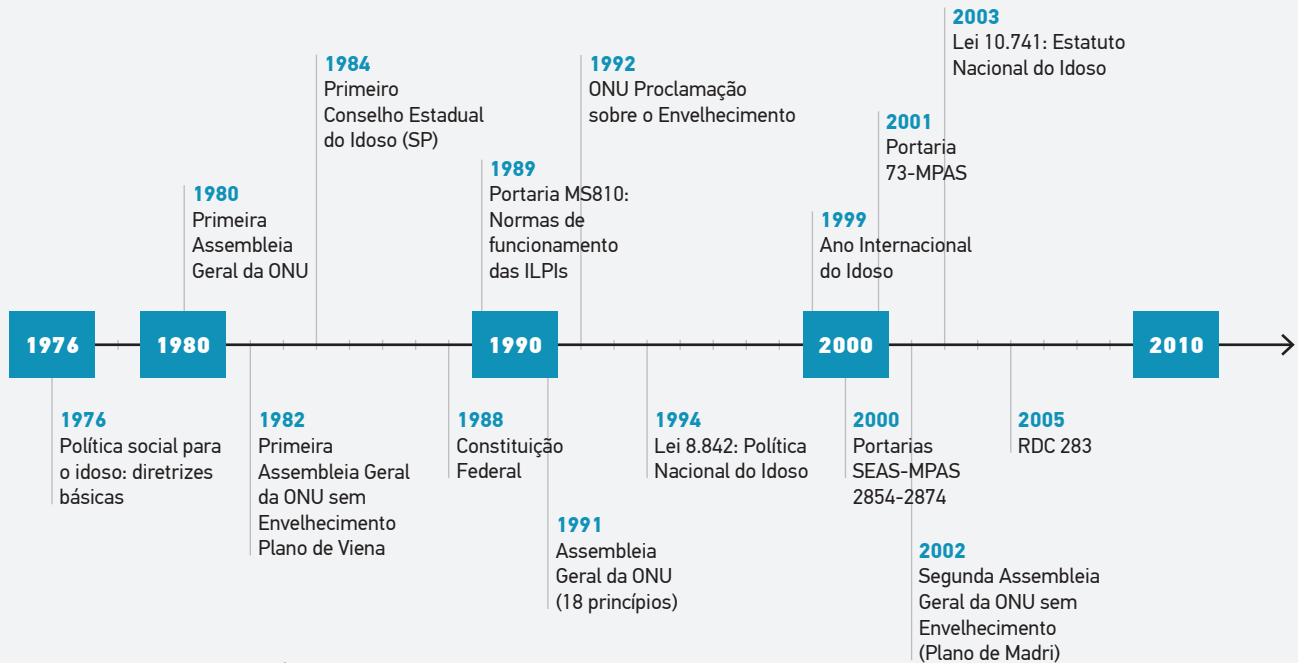 2003
Lei 10.741: Estatuto
Nacional do Idoso
1984
Primeiro
Conselho Estadual
do Idoso (SP)
1992
ONU Proclamação
sobre o Envelhecimento
2001
Portaria
73-MPAS
1989
Portaria MS810:
Normas de
funcionamento
das ILPIs
1980
Primeira
Assembleia
Geral da ONU
1999
Ano Internacional
do Idoso
1976
1980
1990
2000
2010
1976
Política social para
o idoso: diretrizes
básicas
1982
Primeira
Assembleia Geral
da ONU sem
Envelhecimento
Plano de Viena
1988
Constituição
Federal
1991
Assembleia
Geral da ONU
(18 princípios)
1994
Lei 8.842: Política
Nacional do Idoso
2000
Portarias
SEAS-MPAS
2854-2874
2002
Segunda Assembleia
Geral da ONU sem
Envelhecimento
(Plano de Madri)
2005
RDC 283